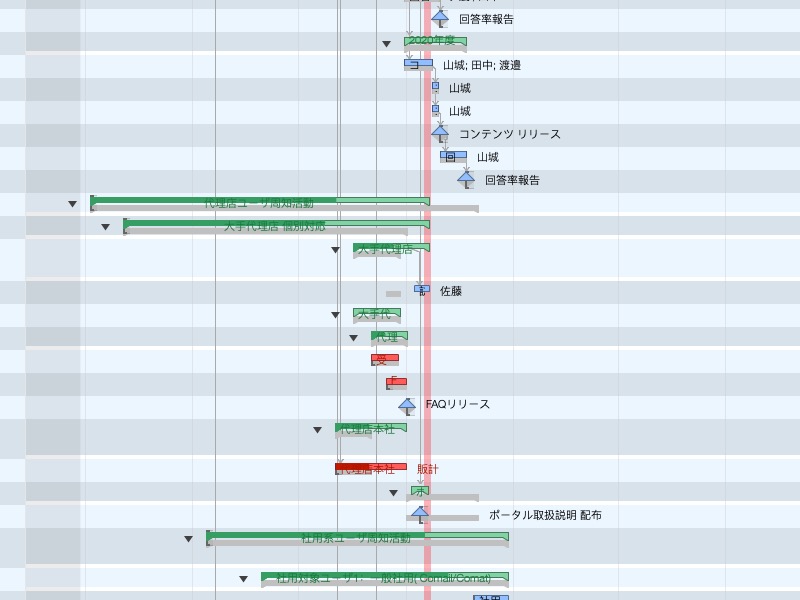 回答率報告
2020年度
コ
山城; 田中; 渡邉
山城
山城
コンテンツ リリース
回
山城
回答率報告
代理店ユーザ周知活動
大手代理店 個別対応
大手代理店
佐藤
大手代
代理
受
F
FAQリリース
代理店本社
代理店本社
販計
ポ
ポータル取扱説明 配布
社用系ユーザ周知活動
社用対象ユーザ1: 一般社用( Comail/Comat)